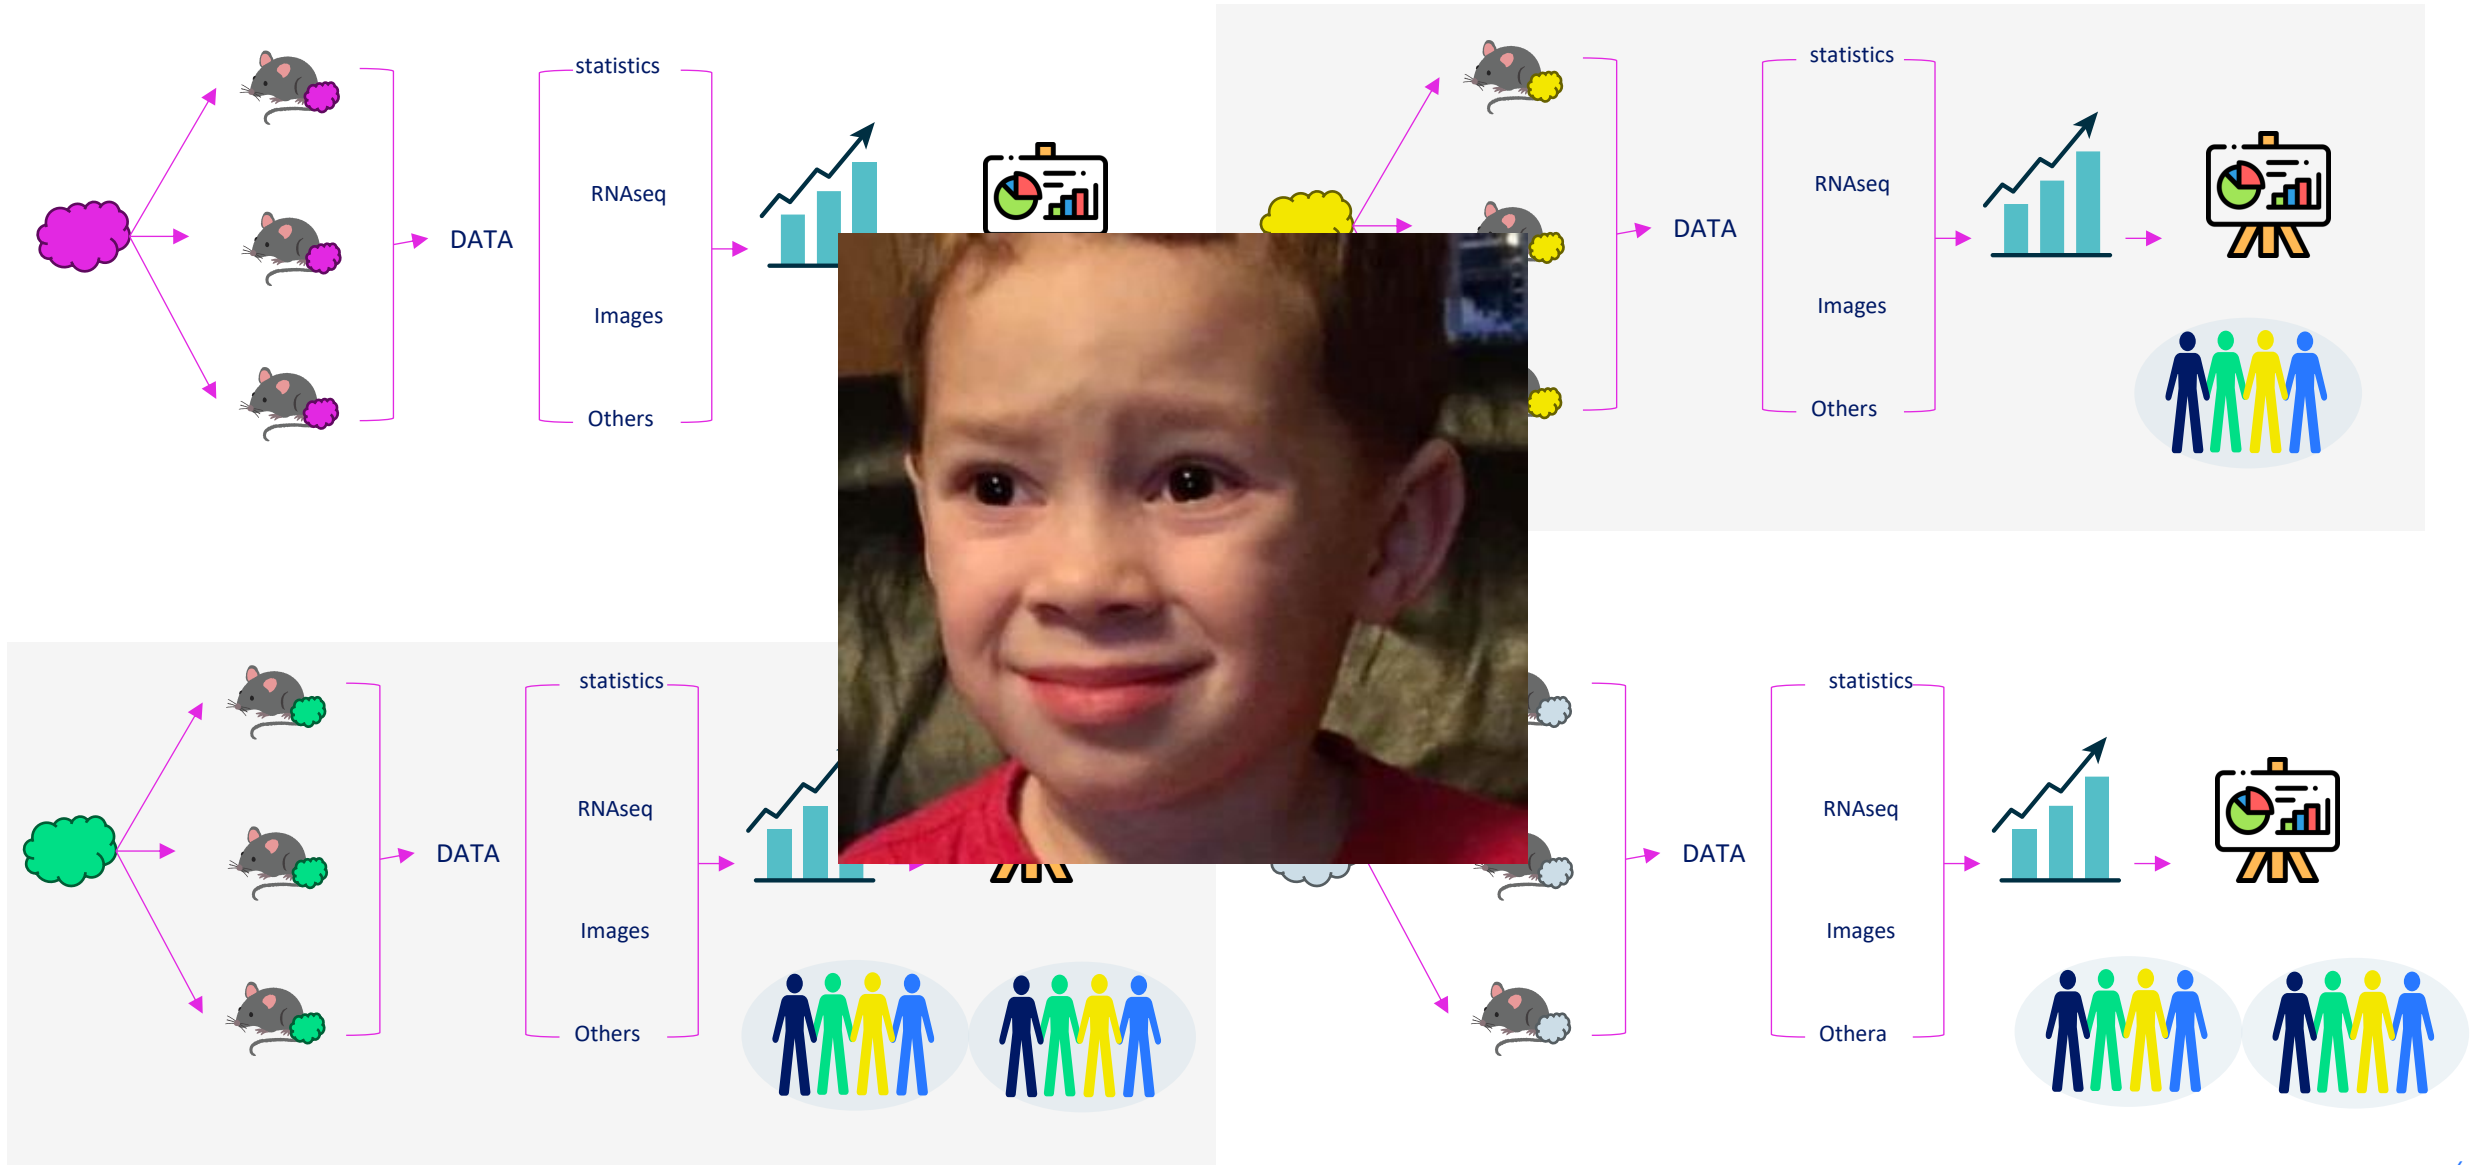 statistics
RNAseq
DATA
Images
Others
statistics
RNAseq
DATA
Images
Others
statistics
RNAseq
DATA
Images
Others
statistics
RNAseq
DATA
Images
Othera